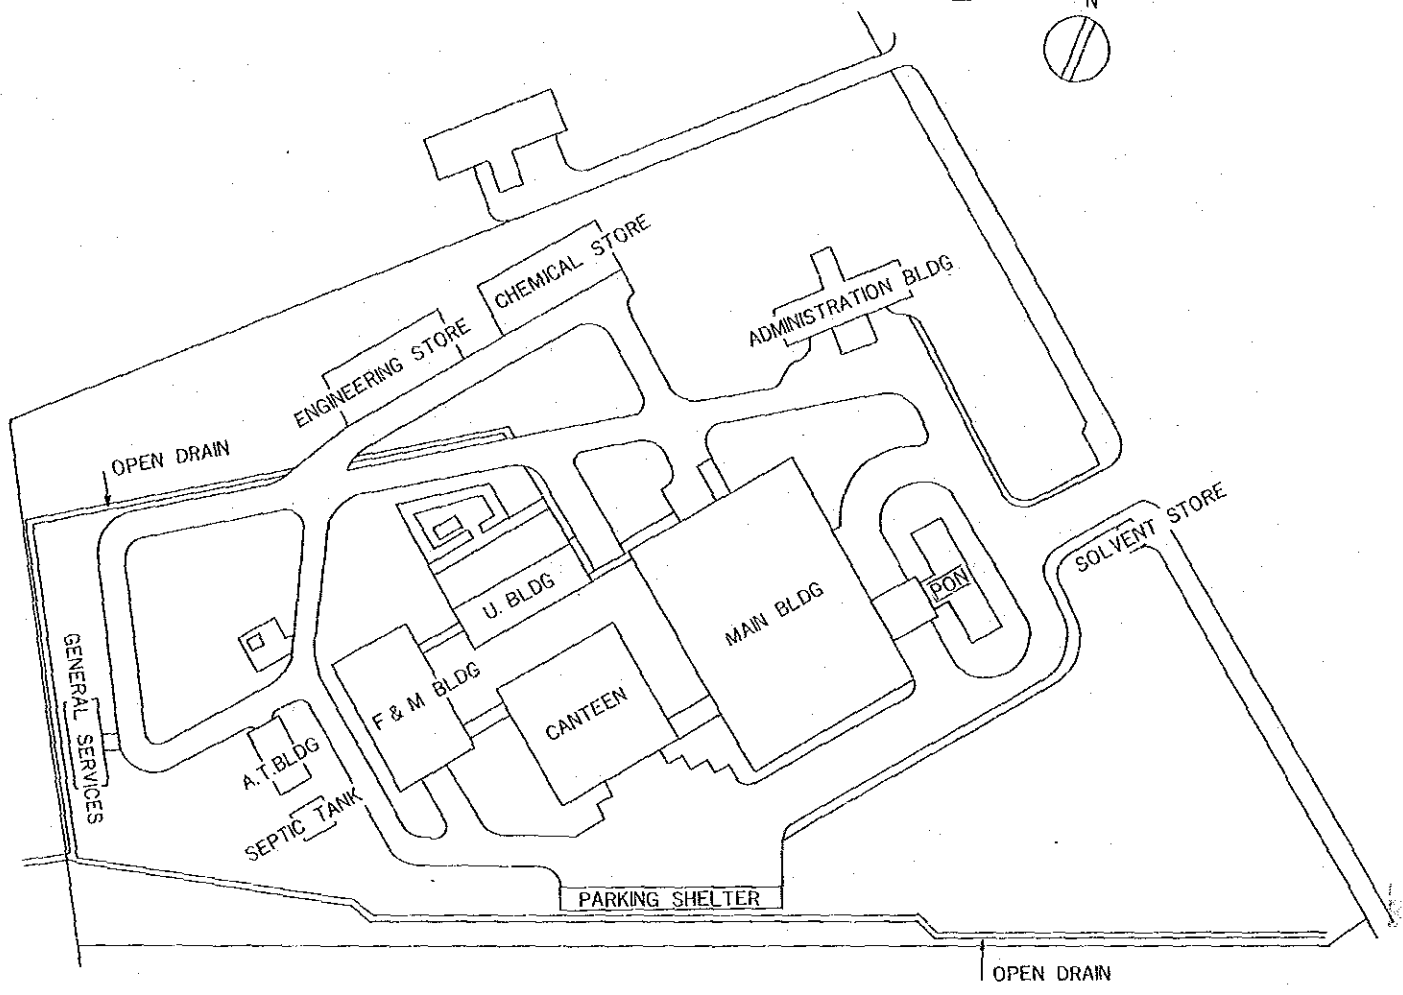 N
CHEMICAL STORE
ADMINISTRATION BLDG
ENGINEERING STORE
OPEN DRAIN
SOLVENT STORE
PON
U. BLDG
MAIN BLDG
GENERAL SERVICES
F & M BLDG
CANTEEN
A.T.BLDG
SEPTIC TANK
PARKING SHELTER
OPEN DRAIN